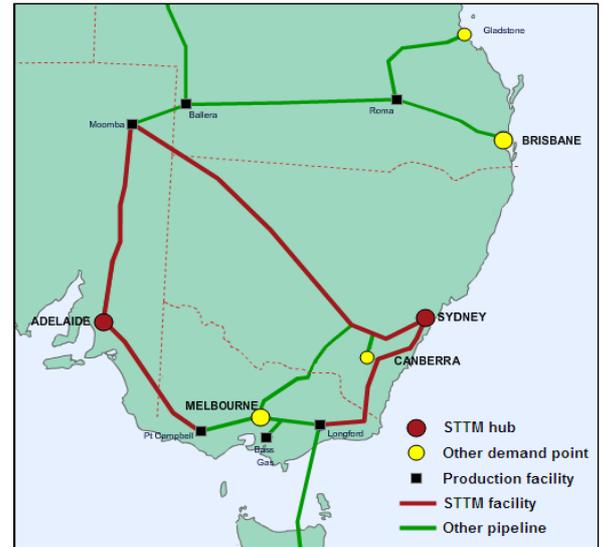 Gladstone
Ballera
Roma
Moomba
BRISBANE
ADELAIDE
SYDNEY
CANBERRA
MELBOURNE
Pt Campbell
Longford
Bass
Gas
STTM hub
Other demand point
Production facility
STTM facility
Other pipeline